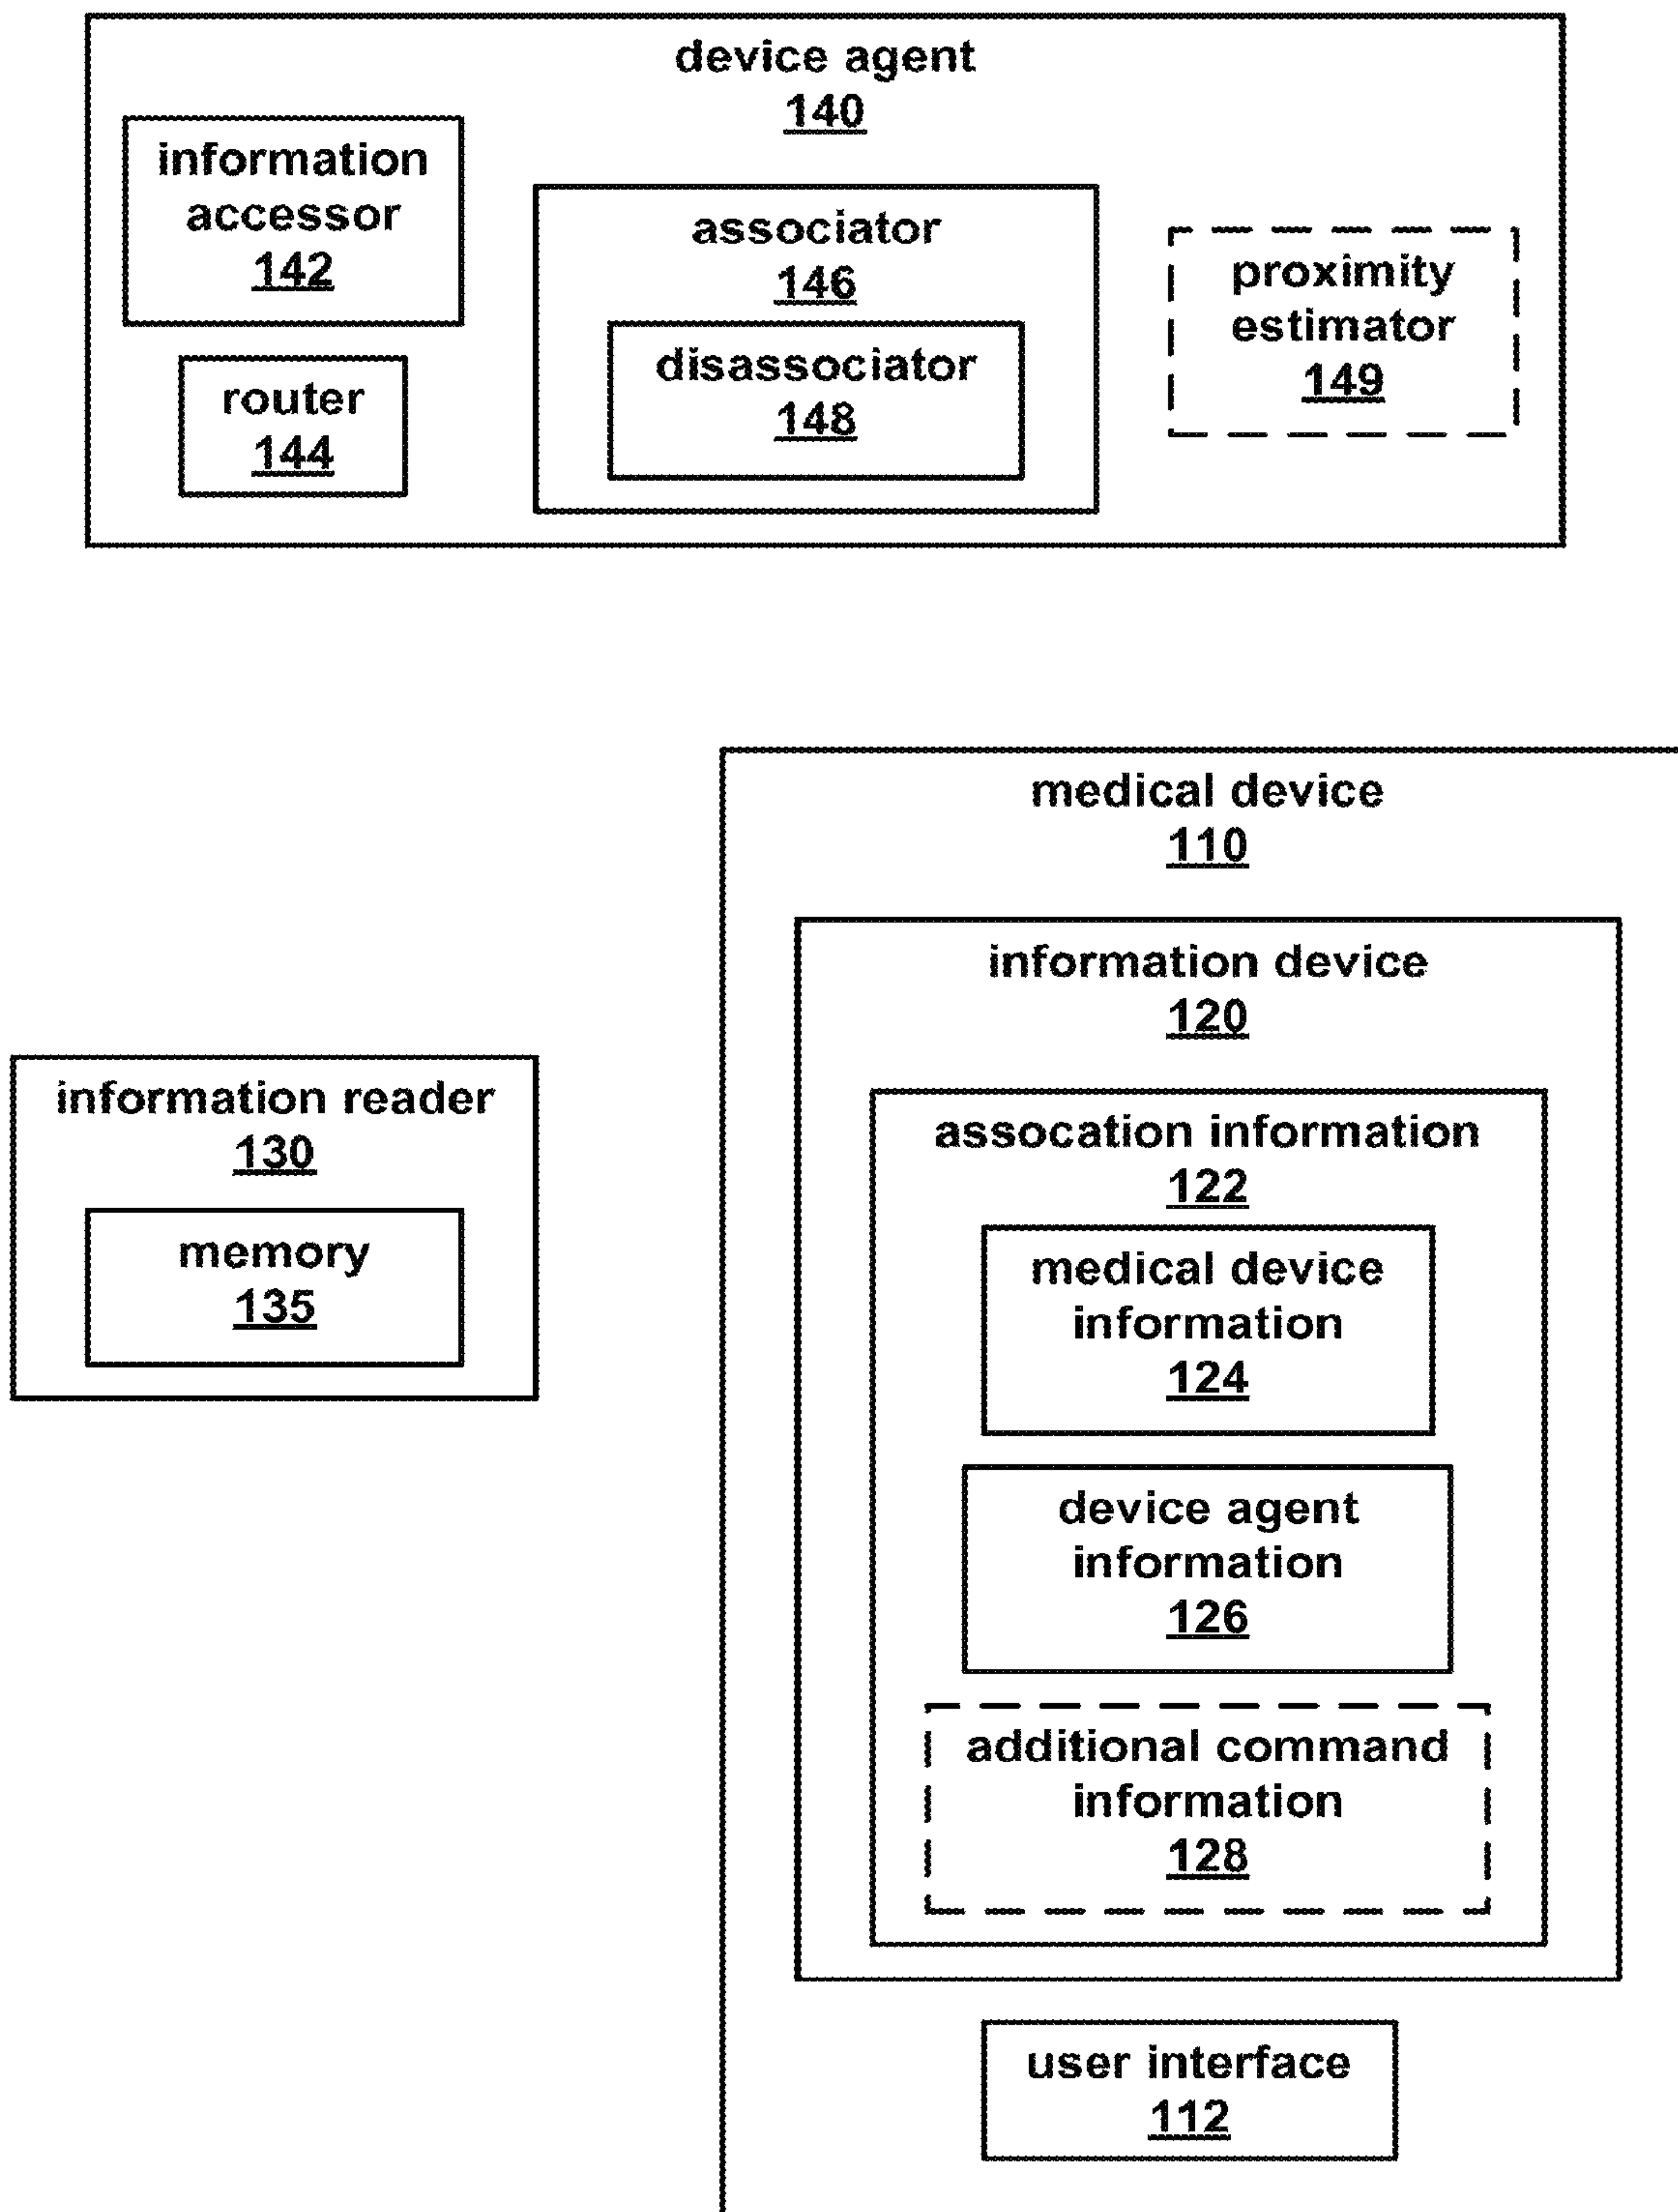 device agent
140
information
accessor
142
router
144
associator
146
disassociator
148
proximity
estimator
149
medical device
110
information device
120
information reader
130
memory
135
assocation information
122
medical device
information
124
device agent
information
126
additional command
information
128
user interface
112